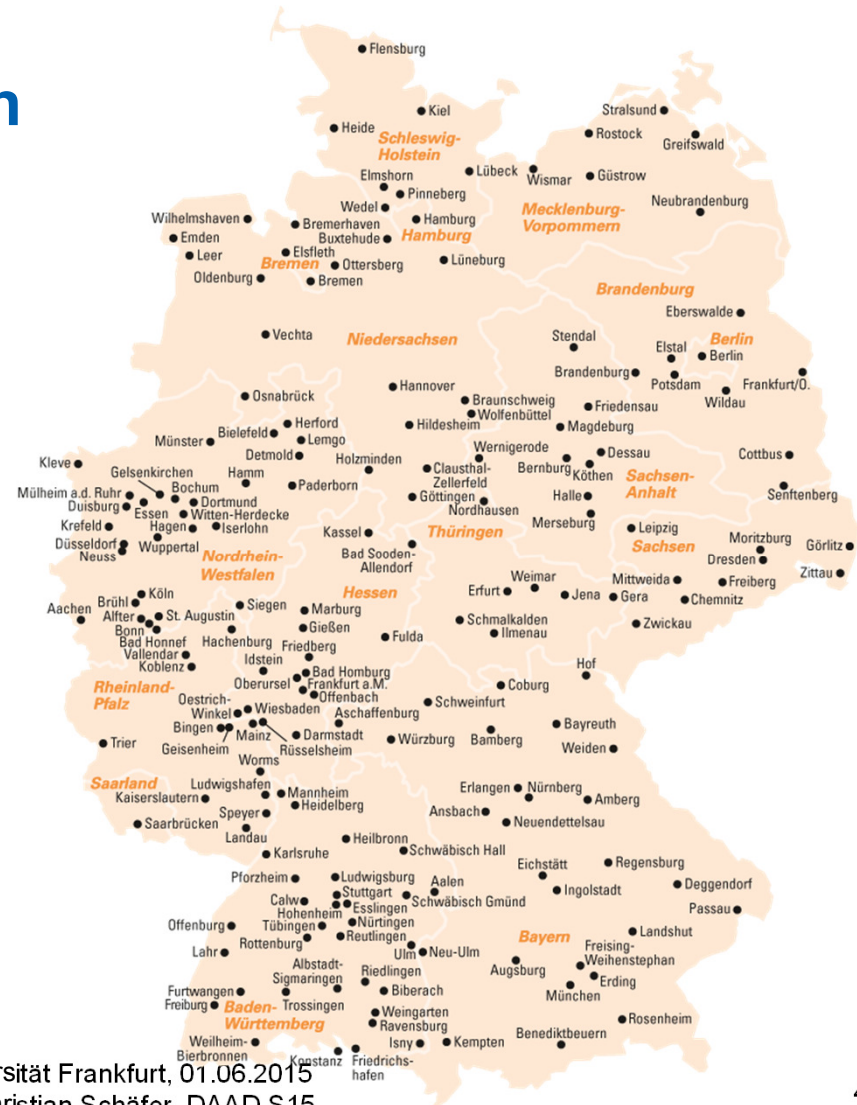 n
Flensburg
Kiel
Stralsund
Heide
Rostock
Greifswald
Schleswig-
Holstein
Lübeck
Wismar
Güstrow
Elmshorn
Pinneberg
Neubrandenburg
Wedel
Mecklenburg-
Vorpommern
Wilhelmshaven
Bremerhaven
Hamburg
Emden
Buxtehude
Hamburg
Leer
Elsfleth
Bremen
Ottersberg
Lüneburg
Oldenburg
Bremen
Brandenburg
Eberswalde
Vechta
Niedersachsen
Stendal
Elstal
Berlin
Berlin
Brandenburg
Potsdam
Frankfurt/O.
Hannover
Wildau
Osnabrück
Braunschweig
Wolfenbüttel
Friedensau
Herford
Hildesheim
Magdeburg
Bielefeld
Münster
Lemgo
Detmold
Holzminden
Wernigerode
Dessau
Cottbus
Kleve
Bernburg
Köthen
Gelsenkirchen
Hamm
Clausthal-
Zellerfeld
Sachsen-
Anhalt
Mülheim a.d. Ruhr
Bochum
Paderborn
Göttingen
Halle
Senftenberg
Duisburg
Essen
Dortmund
Nordhausen
Witten-Herdecke
Merseburg
Krefeld
Hagen
Iserlohn
Kassel
Thüringen
Leipzig
Düsseldorf
Wuppertal
Neuss
Bad Sooden-
Allendorf
Sachsen
Moritzburg
Görlitz
Dresden
Nordrhein-
Westfalen
Zittau
Weimar
Mittweida
Freiberg
Hessen
Erfurt
Jena
Gera
Chemnitz
Köln
Brühl
Aachen
Siegen
Marburg
Alfter
St. Augustin
Schmalkalden
Zwickau
Bonn
Gießen
Ilmenau
Bad Honnef
Hachenburg
Friedberg
Fulda
Vallendar
Idstein
Koblenz
Bad Homburg
Hof
Oberursel
Frankfurt a.M.
Coburg
Rheinland-
Pfalz
Offenbach
Oestrich-
Winkel
Wiesbaden
Aschaffenburg
Schweinfurt
Bingen
Mainz
Darmstadt
Würzburg
Bamberg
Bayreuth
Trier
Geisenheim
Rüsselsheim
Weiden
Worms
Saarland
Ludwigshafen
Mannheim
Erlangen
Nürnberg
Kaiserslautern
Heidelberg
Amberg
Speyer
Ansbach
Saarbrücken
Neuendettelsau
Landau
Heilbronn
Karlsruhe
Schwäbisch Hall
Eichstätt
Regensburg
Pforzheim
Ludwigsburg
Aalen
Deggendorf
Stuttgart
Ingolstadt
Calw
Schwäbisch Gmünd
Esslingen
Passau
Hohenheim
Nürtingen
Offenburg
Tübingen
Landshut
Reutlingen
Bayern
Rottenburg
Freising-
Weihenstephan
Lahr
Ulm
Neu-Ulm
Albstadt-
Sigmaringen
Riedlingen
Augsburg
Erding
Furtwangen
Biberach
München
Freiburg
Trossingen
Baden-
Württemberg
Weingarten
Ravensburg
Rosenheim
Benediktbeuern
Weilheim-
Bierbronnen
Isny
Kempten
Konstanz
Friedrichs-
hafen
rsität Frankfurt, 01.06.2015
ristian Schäfer, DAAD S15